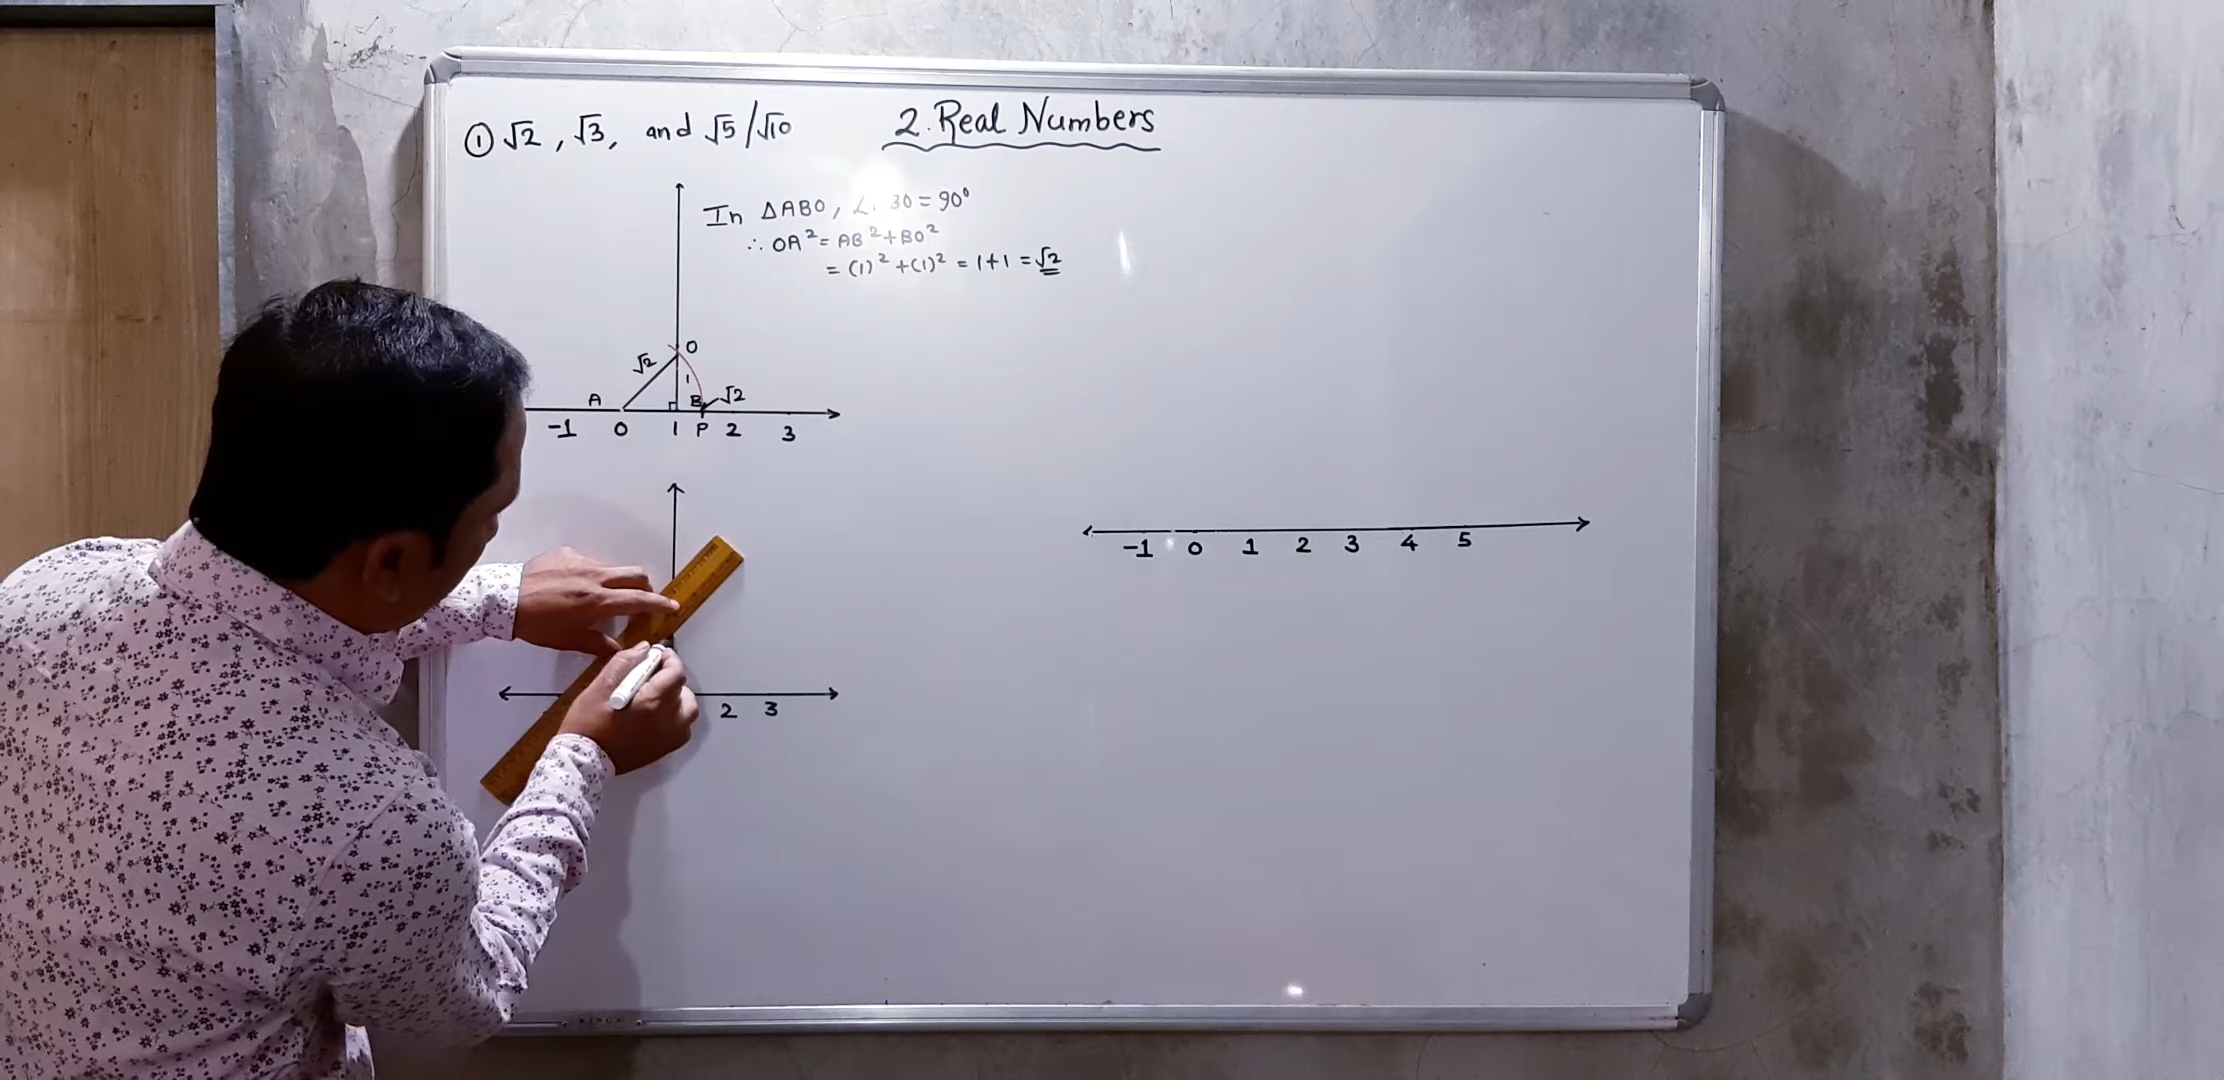 ① √2, √3, and √5/√10
2. Real Numbers
In ΔABO, ∠ BO = 90°
∴ OA² = AB² + BO²
= (1)² + (1)² = 1+1 = √2
O
√2
1
A
B
√2
-1 0 1 P 2 3
-1 0 1 2 3 4 5
2 3